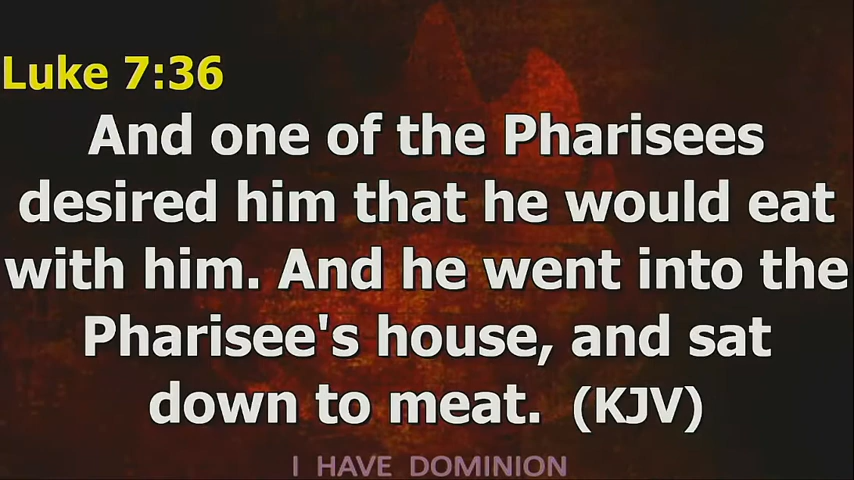 Luke 7:36
And one of the Pharisees
desired him that he would eat
with him. And he went into the
Pharisee's house, and sat
down to meat. (KJV)
I HAVE DOMINION